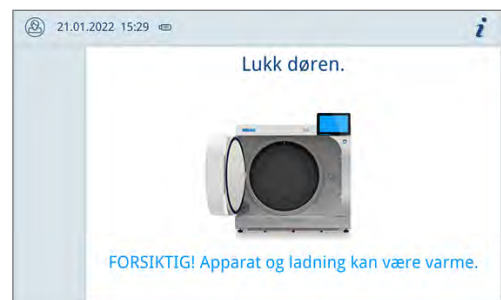 21.01.2022 15:29
i
Lukk døren.
FORSIKTIG! Apparat og ladning kan være varme.